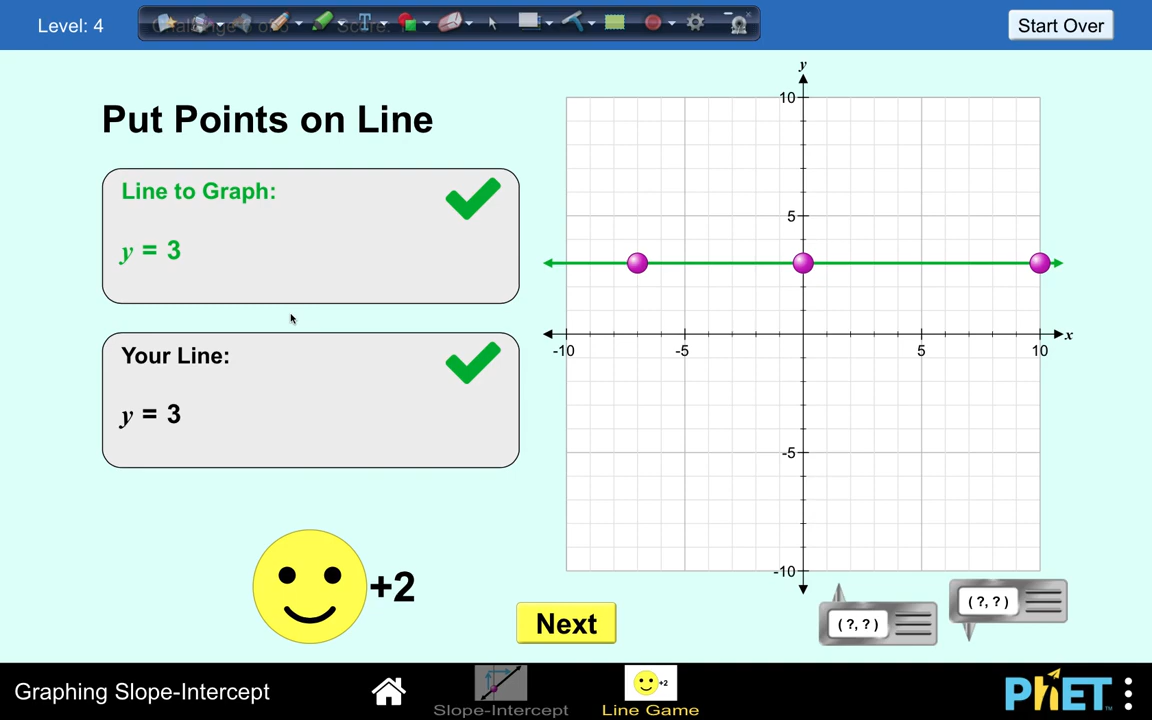 Level: 4
Start Over
Put Points on Line
Line to Graph:
y = 3
Your Line:
y = 3
+2
Next
y
10
5
-10
-5
5
10
x
-5
-10
( ?, ? )
( ?, ? )
Graphing Slope-Intercept
Slope-Intercept
+2
Line Game
PhET